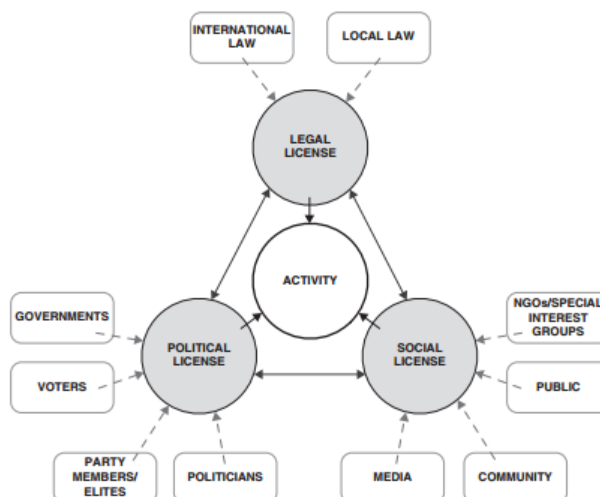 INTERNATIONAL
LAW
LOCAL LAW
LEGAL
LICENSE
ACTIVITY
GOVERNMENTS
NGOs/SPECIAL
INTEREST
GROUPS
POLITICAL
LICENSE
SOCIAL
LICENSE
VOTERS
PUBLIC
PARTY
MEMBERS/
ELITES
POLITICIANS
MEDIA
COMMUNITY